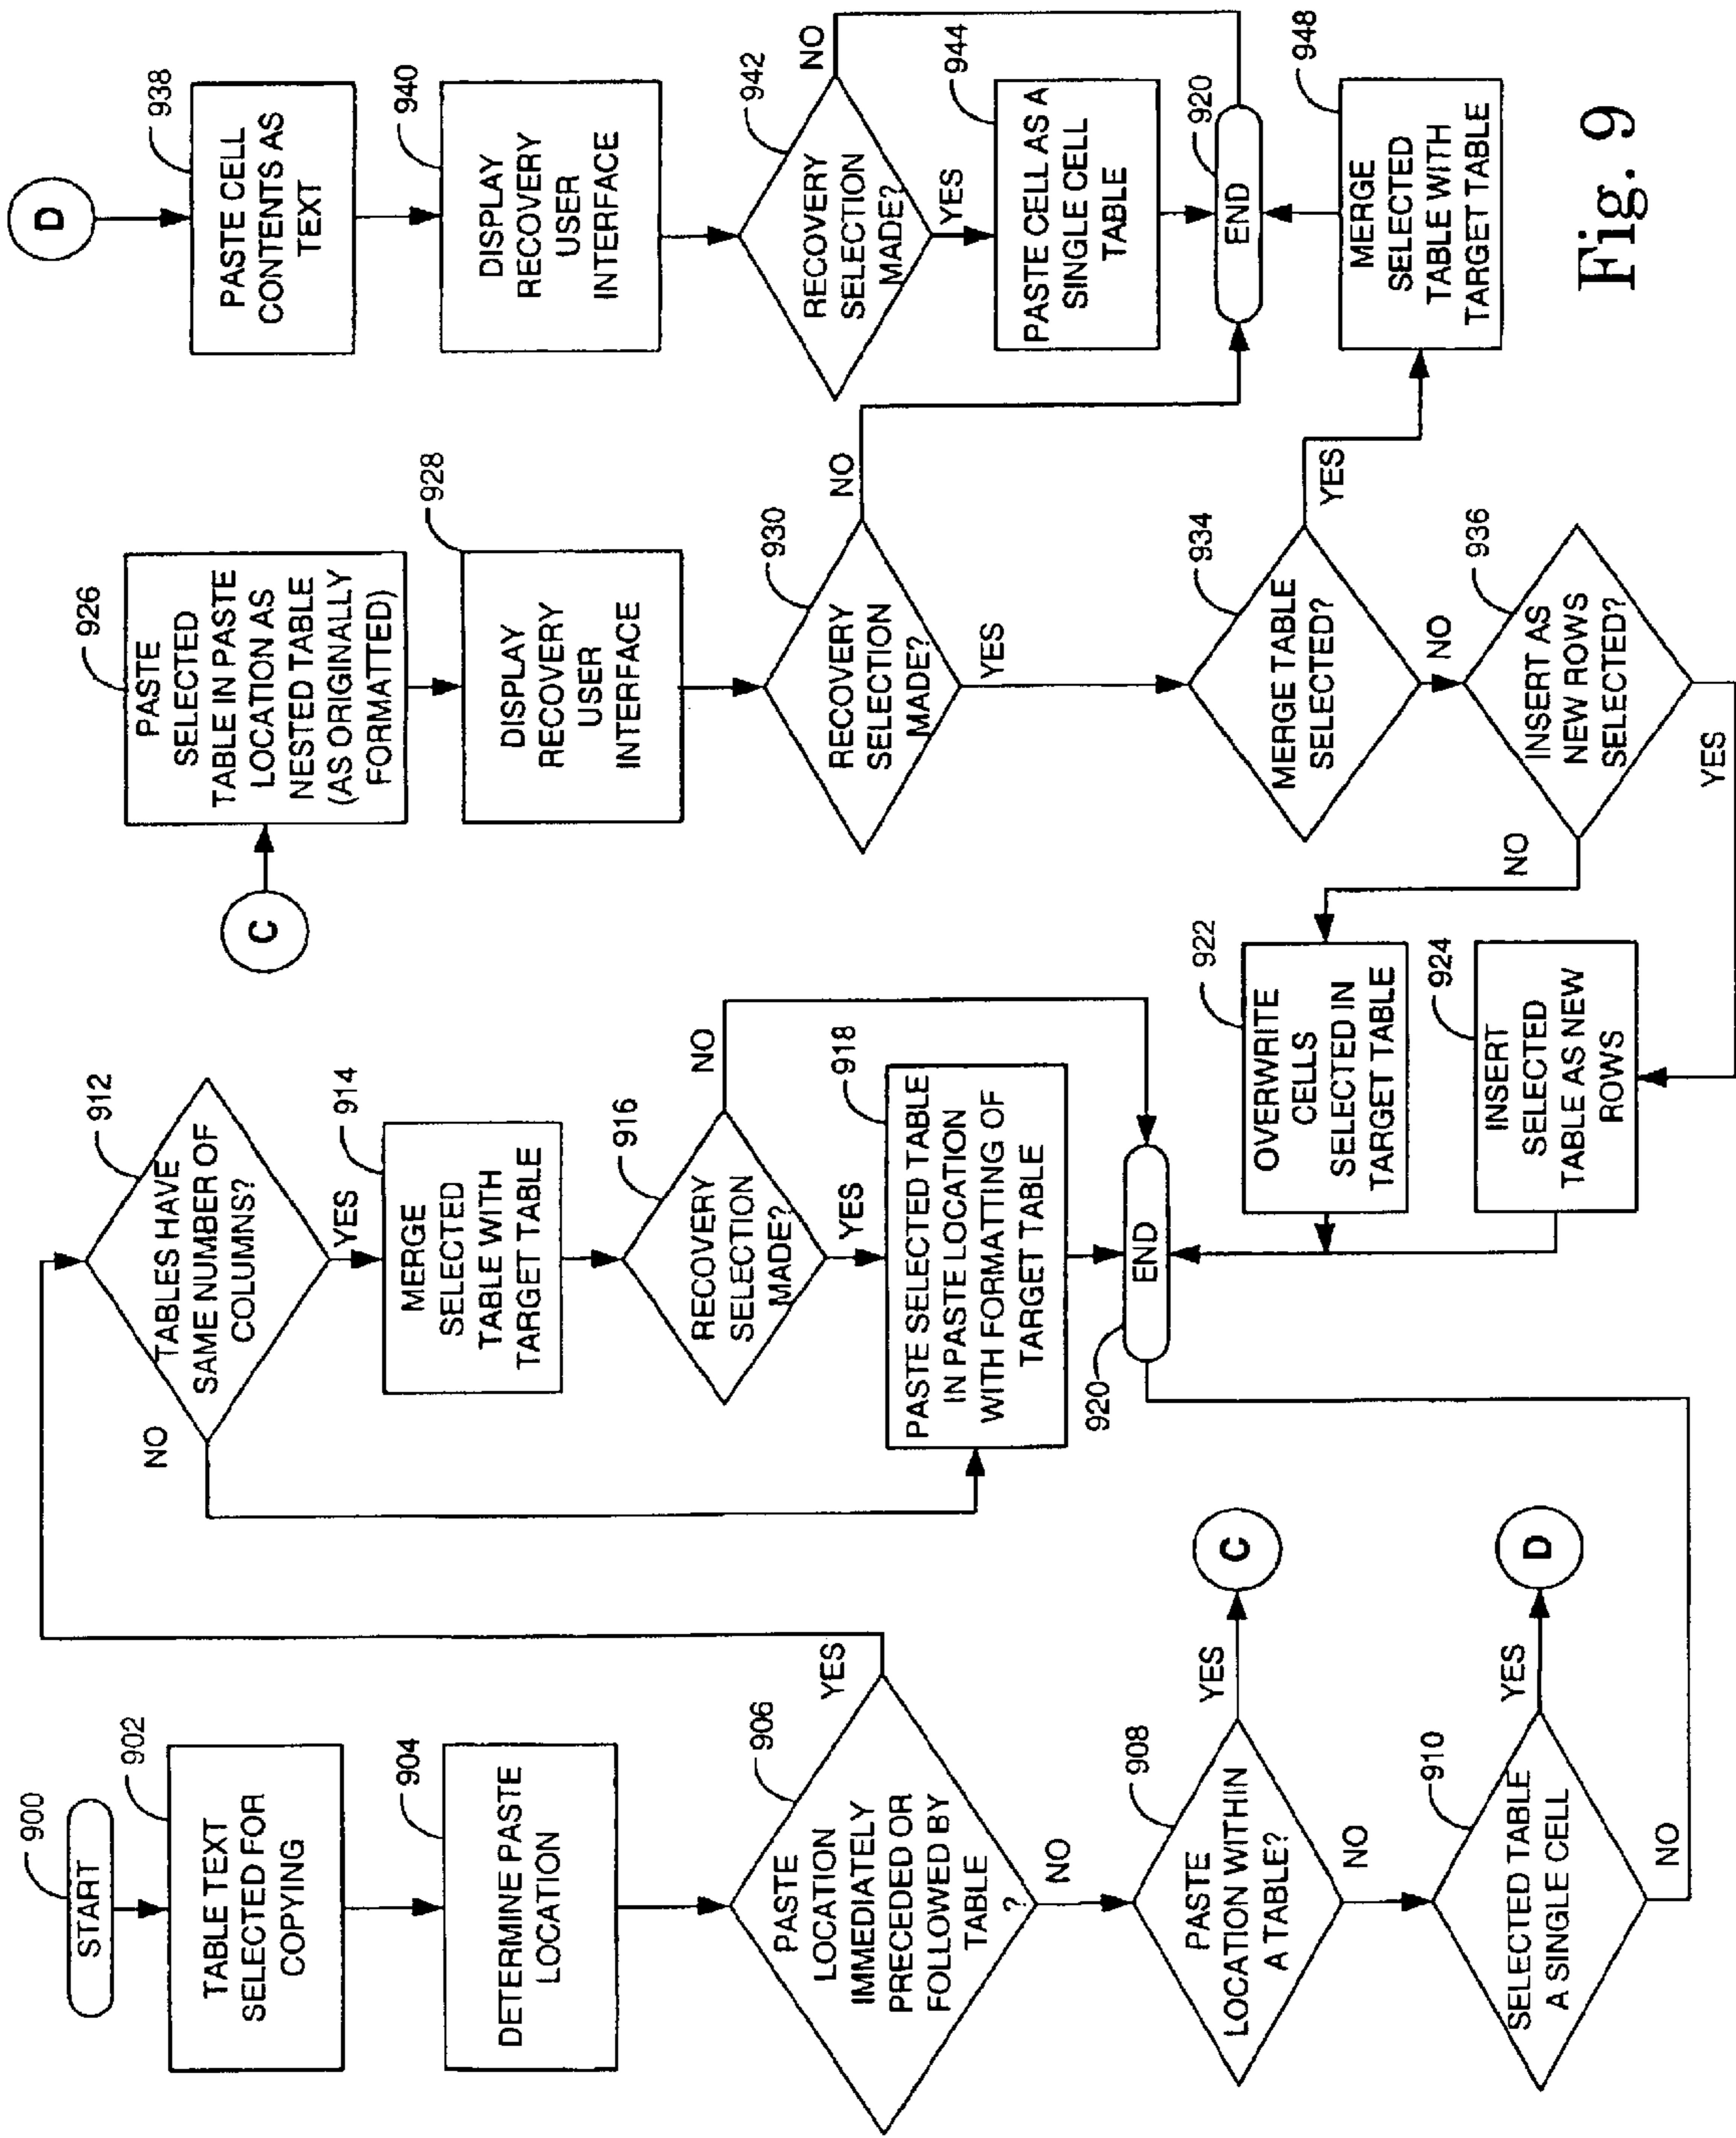 900
START
902
TABLE TEXT
SELECTED FOR
COPYING
904
DETERMINE PASTE
LOCATION
906
PASTE
LOCATION
IMMEDIATELY
PRECEDED OR
FOLLOWED BY
TABLE
?
YES
NO
908
PASTE
LOCATION WITHIN
A TABLE?
YES
C
NO
910
SELECTED TABLE
A SINGLE CELL
YES
D
NO
912
TABLES HAVE
SAME NUMBER OF
COLUMNS?
NO
YES
914
MERGE
SELECTED
TABLE WITH
TARGET TABLE
916
RECOVERY
SELECTION
MADE?
NO
YES
918
PASTE SELECTED TABLE
IN PASTE LOCATION
WITH FORMATTING OF
TARGET TABLE
920
END
922
OVERWRITE
CELLS
SELECTED IN
TARGET TABLE
924
INSERT
SELECTED
TABLE AS NEW
ROWS
C
926
PASTE
SELECTED
TABLE IN PASTE
LOCATION AS
NESTED TABLE
(AS ORIGINALLY
FORMATTED)
928
DISPLAY
RECOVERY
USER
INTERFACE
930
RECOVERY
SELECTION
MADE?
NO
YES
934
MERGE TABLE
SELECTED?
YES
NO
936
INSERT AS
NEW ROWS
SELECTED?
NO
YES
D
938
PASTE CELL
CONTENTS AS
TEXT
940
DISPLAY
RECOVERY
USER
INTERFACE
942
RECOVERY
SELECTION
MADE?
NO
YES
944
PASTE CELL AS A
SINGLE CELL
TABLE
920
END
948
MERGE
SELECTED
TABLE WITH
TARGET TABLE
Fig. 9